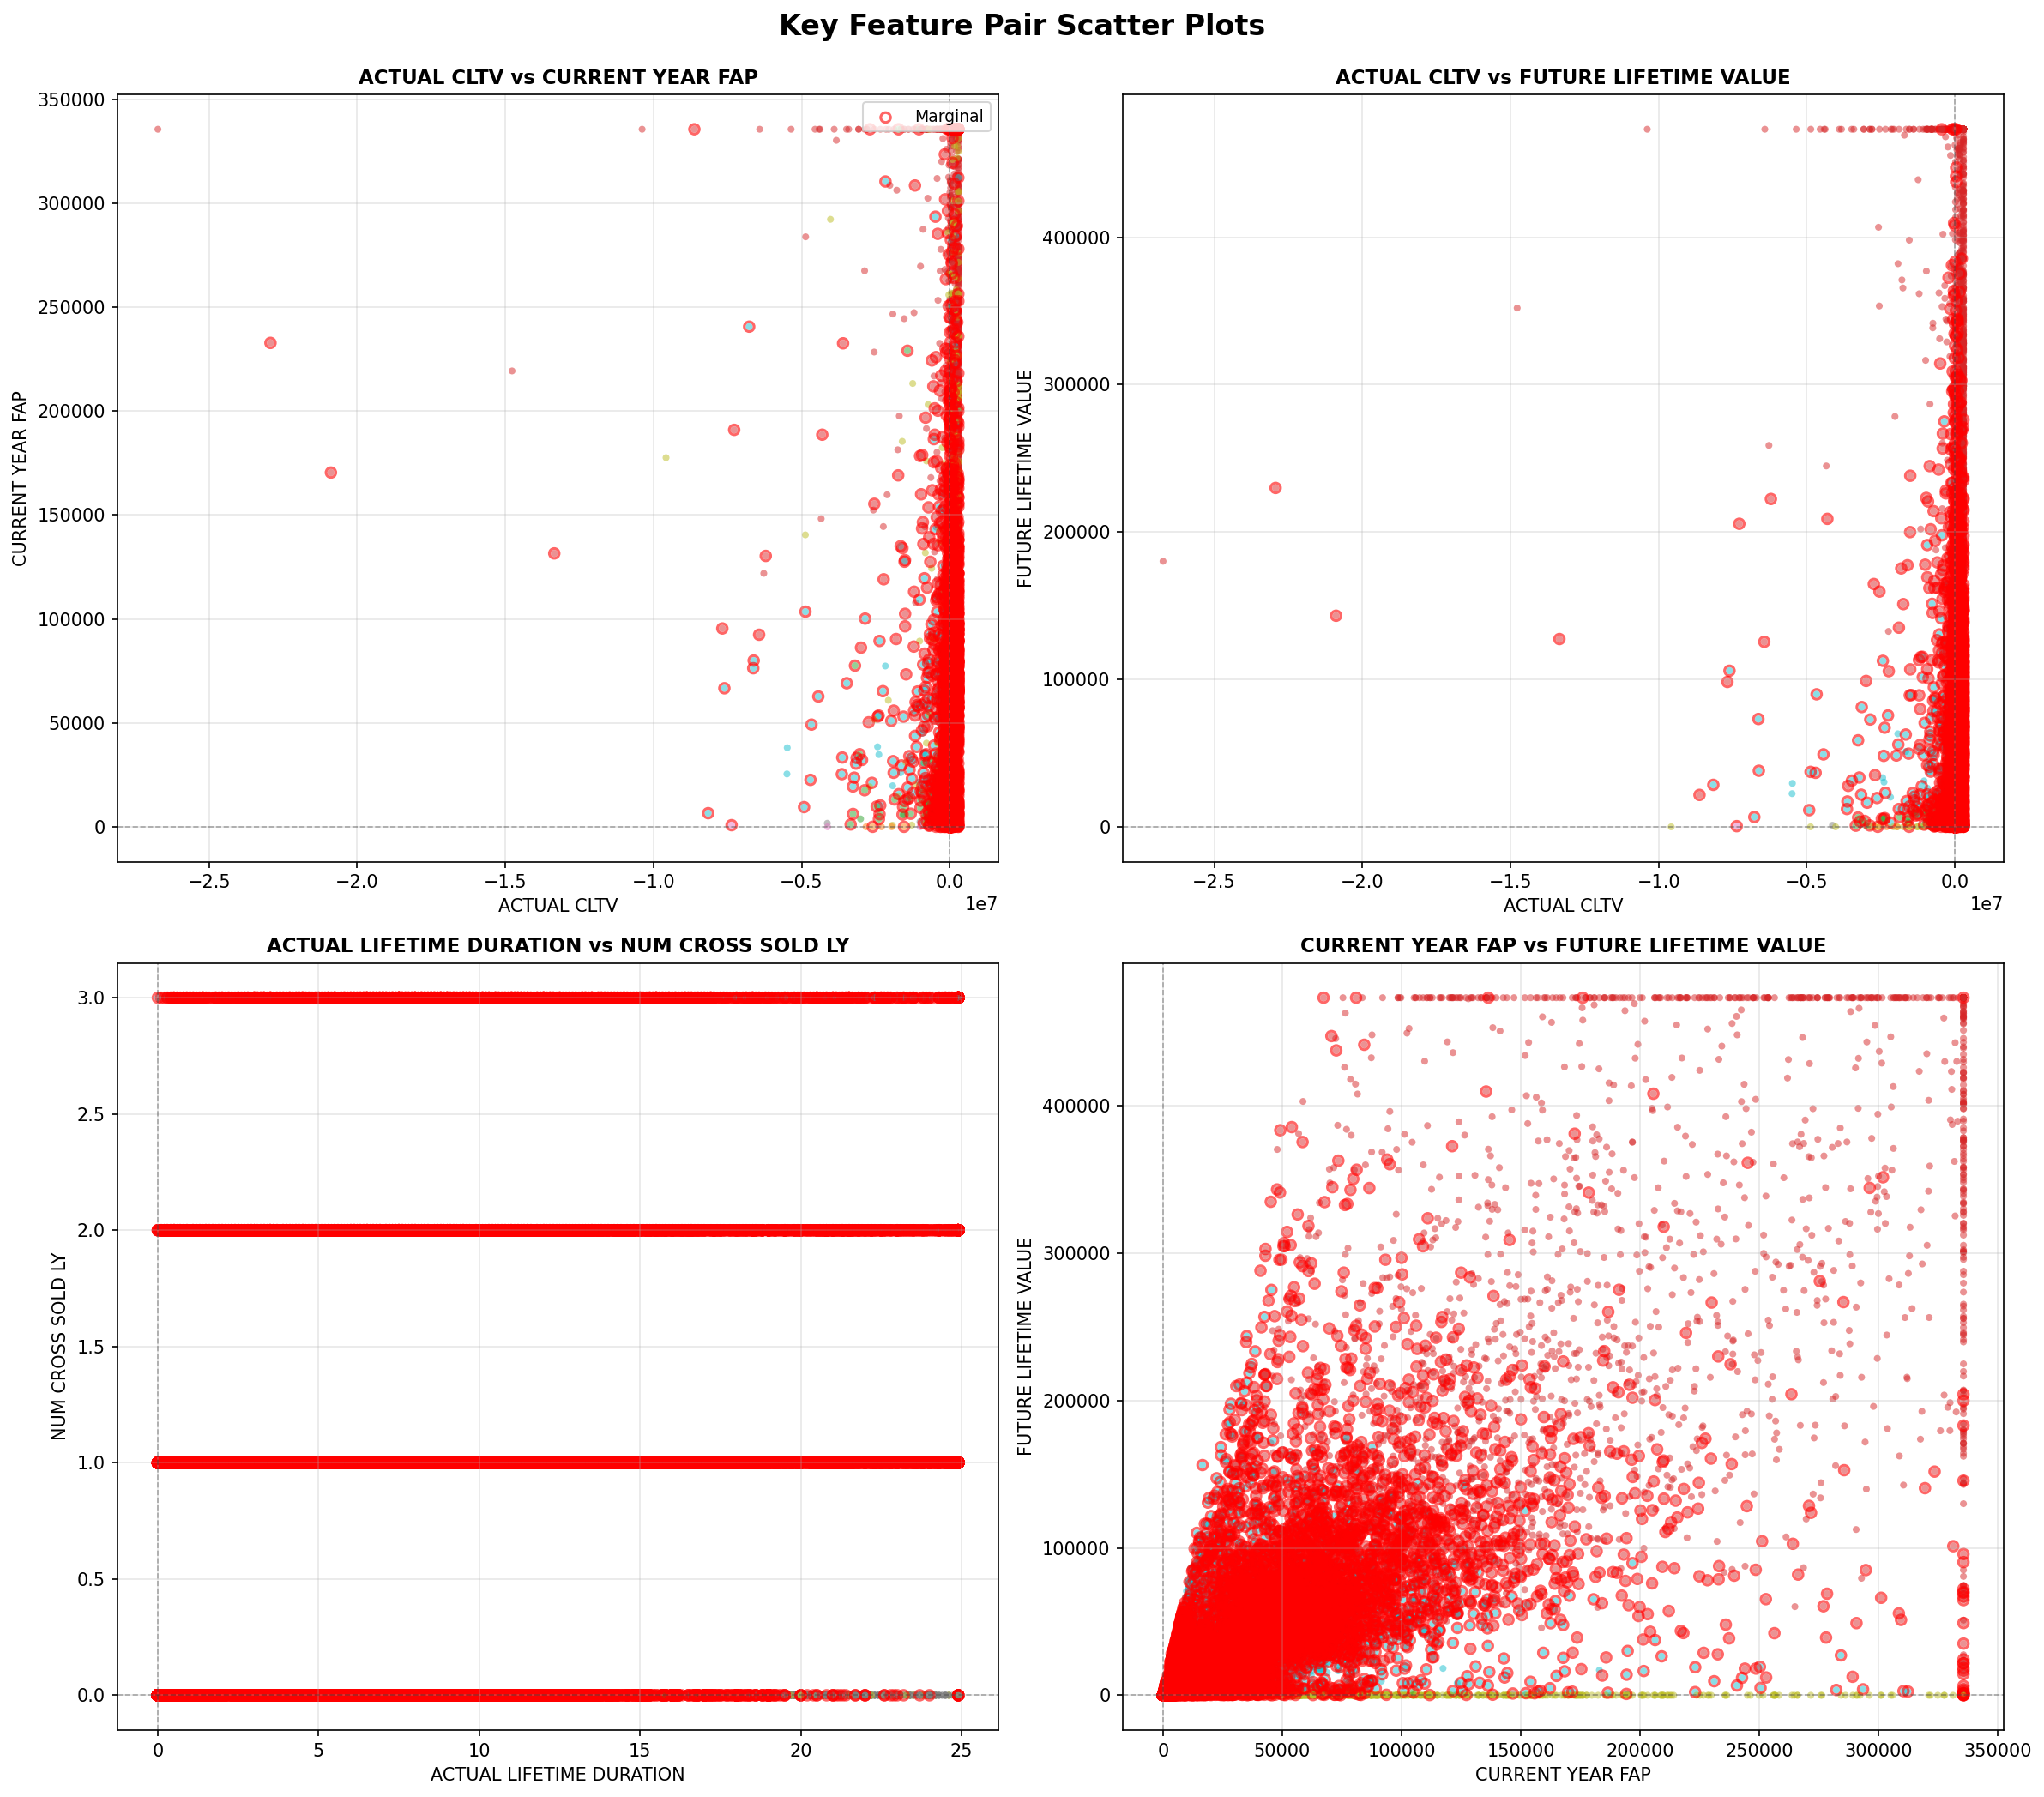 Key Feature Pair Scatter Plots
ACTUAL CLTV vs CURRENT YEAR FAP
350000
300000
250000
200000
150000
100000
50000
0
CURRENT YEAR FAP
Marginal
−2.5 −2.0 −1.5 −1.0 −0.5 0.0
1e7
ACTUAL CLTV
ACTUAL CLTV vs FUTURE LIFETIME VALUE
400000
300000
200000
100000
0
FUTURE LIFETIME VALUE
−2.5 −2.0 −1.5 −1.0 −0.5 0.0
1e7
ACTUAL CLTV
ACTUAL LIFETIME DURATION vs NUM CROSS SOLD LY
3.0
2.5
2.0
1.5
1.0
0.5
0.0
NUM CROSS SOLD LY
0 5 10 15 20 25
ACTUAL LIFETIME DURATION
CURRENT YEAR FAP vs FUTURE LIFETIME VALUE
400000
300000
200000
100000
0
FUTURE LIFETIME VALUE
0 50000 100000 150000 200000 250000 300000 350000
CURRENT YEAR FAP